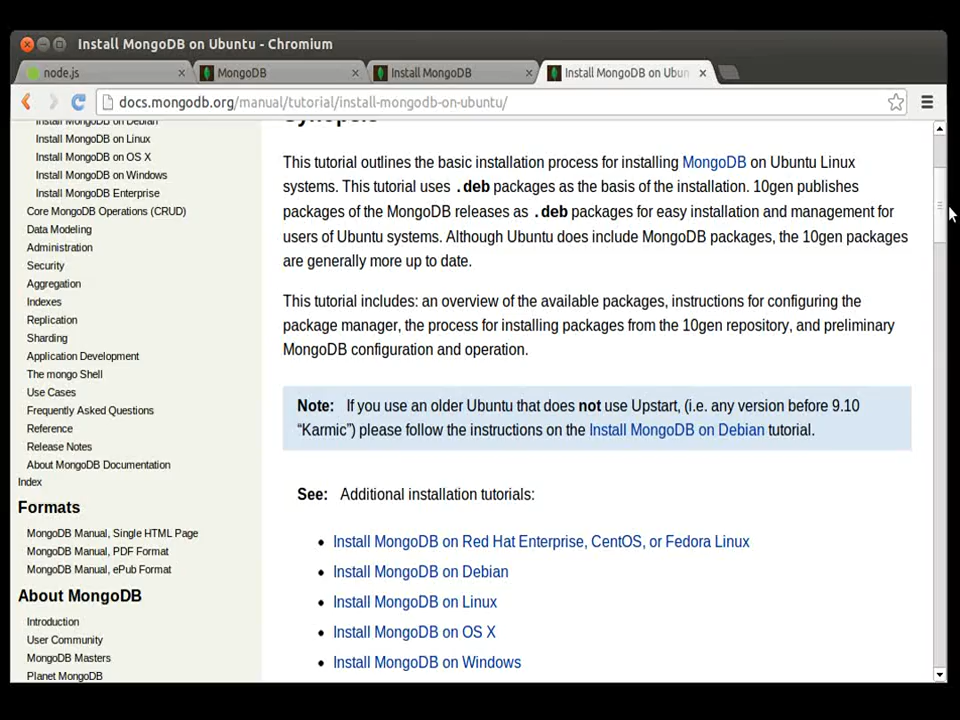 Install MongoDB on Ubuntu - Chromium
node.js
MongoDB
Install MongoDB
Install MongoDB on Ubun
docs.mongodb.org/manual/tutorial/install-mongodb-on-ubuntu/
Install MongoDB on Debian
Install MongoDB on Linux
Install MongoDB on OS X
Install MongoDB on Windows
Install MongoDB Enterprise
Core MongoDB Operations (CRUD)
Data Modeling
Administration
Security
Aggregation
Indexes
Replication
Sharding
Application Development
The mongo Shell
Use Cases
Frequently Asked Questions
Reference
Release Notes
About MongoDB Documentation
Index
Formats
MongoDB Manual, Single HTML Page
MongoDB Manual, PDF Format
MongoDB Manual, ePub Format
About MongoDB
Introduction
User Community
MongoDB Masters
Planet MongoDB
Synopsis
This tutorial outlines the basic installation process for installing MongoDB on Ubuntu Linux
systems. This tutorial uses .deb packages as the basis of the installation. 10gen publishes
packages of the MongoDB releases as .deb packages for easy installation and management for
users of Ubuntu systems. Although Ubuntu does include MongoDB packages, the 10gen packages
are generally more up to date.
This tutorial includes: an overview of the available packages, instructions for configuring the
package manager, the process for installing packages from the 10gen repository, and preliminary
MongoDB configuration and operation.
Note: If you use an older Ubuntu that does not use Upstart, (i.e. any version before 9.10
“Karmic”) please follow the instructions on the Install MongoDB on Debian tutorial.
See: Additional installation tutorials:
• Install MongoDB on Red Hat Enterprise, CentOS, or Fedora Linux
• Install MongoDB on Debian
• Install MongoDB on Linux
• Install MongoDB on OS X
• Install MongoDB on Windows